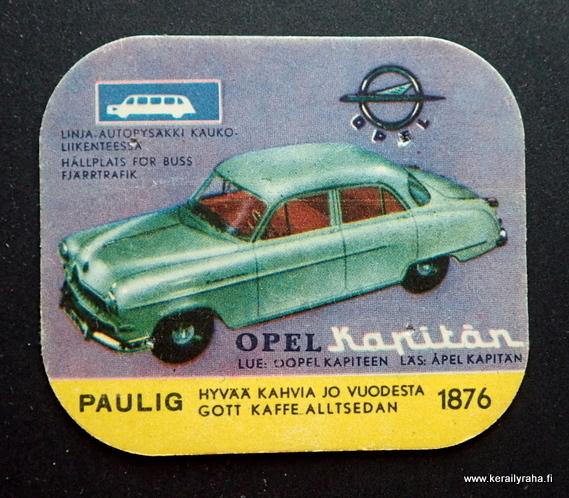 OPEL
LINJA-AUTOPYSÄKKI KAUKO-
LIIKENTEESSÄ
HÅLLPLATS FÖR BUSS
FJÄRRTRAFIK
OPEL Kapitän
LUE: OOPEL KAPITEEN LÄS: ÅPEL KAPITÄN
PAULIG
HYVÄÄ KAHVIA JO VUODESTA
GOTT KAFFE ALLTSEDAN
1876
www.kerailyraha.fi